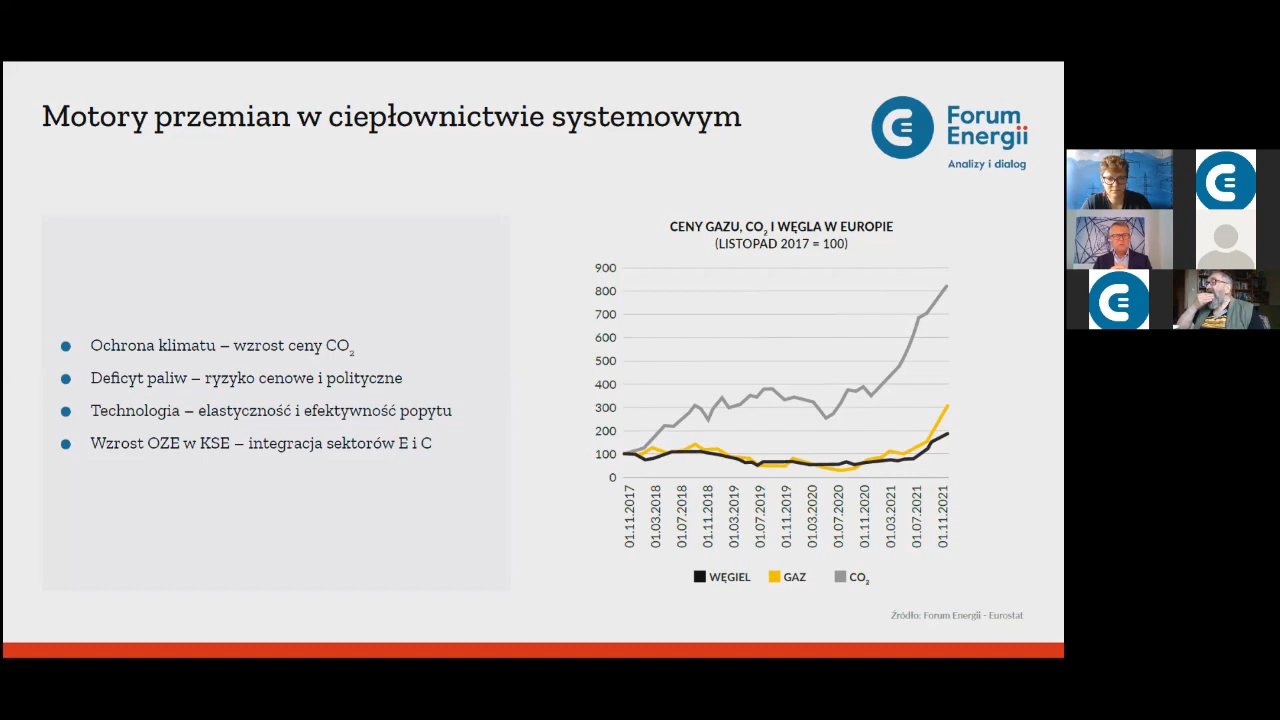 Motory przemian w ciepłownictwie systemowym
Forum
Energii
Analizy i dialog
Ochrona klimatu – wzrost ceny CO₂
Deficyt paliw – ryzyko cenowe i polityczne
Technologia – elastyczność i efektywność popytu
Wzrost OZE w KSE – integracja sektorów E i C
CENY GAZU, CO₂ I WĘGLA W EUROPIE
(LISTOPAD 2017 = 100)
900
800
700
600
500
400
300
200
100
0
01.11.2017
01.03.2018
01.07.2018
01.11.2018
01.03.2019
01.07.2019
01.11.2019
01.03.2020
01.07.2020
01.11.2020
01.03.2021
01.07.2021
01.11.2021
WĘGIEL GAZ CO₂
Źródło: Forum Energii - Eurostat